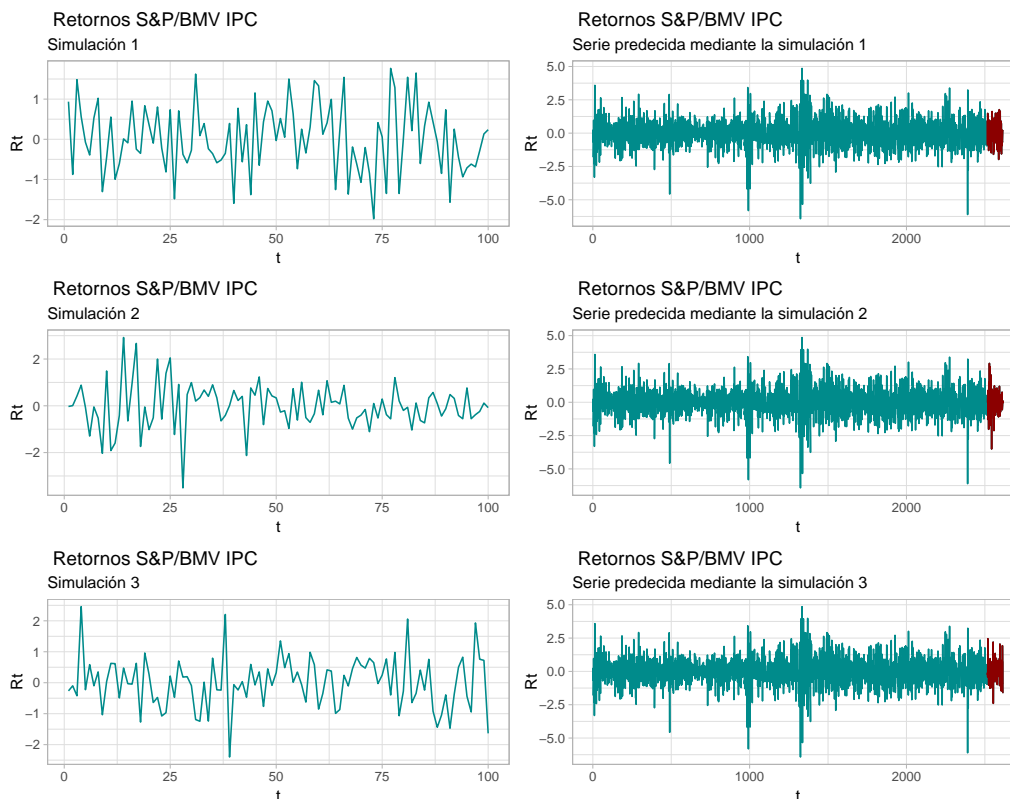 Retornos S&P/BMV IPC
Simulación 1
Rt
1
0
−1
−2
0
25
50
75
100
t
Retornos S&P/BMV IPC
Serie predecida mediante la simulación 1
Rt
5.0
2.5
0.0
−2.5
−5.0
0
1000
2000
t
Retornos S&P/BMV IPC
Simulación 2
Rt
2
0
−2
0
25
50
75
100
t
Retornos S&P/BMV IPC
Serie predecida mediante la simulación 2
Rt
5.0
2.5
0.0
−2.5
−5.0
0
1000
2000
t
Retornos S&P/BMV IPC
Simulación 3
Rt
2
1
0
−1
−2
0
25
50
75
100
t
Retornos S&P/BMV IPC
Serie predecida mediante la simulación 3
Rt
5.0
2.5
0.0
−2.5
−5.0
0
1000
2000
t